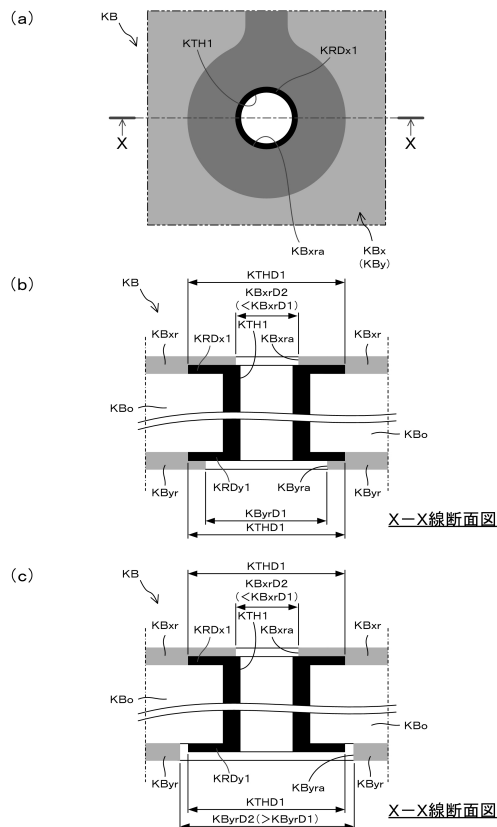 (a)
KB
KTH1
KRDx1
X
X
KBxra
KBx
(KBy)
(b)
KTHD1
KB
KBxrD2
(<KBxrD1)
KBxr
KRDx1
KTH1
KBxra
KBxr
KBo
KBo
KByr
KRDy1
KByra
KByr
KByrD1
KTHD1
X－X線断面図
(c)
KTHD1
KB
KBxrD2
(<KBxrD1)
KBxr
KRDx1
KTH1
KBxra
KBxr
KBo
KBo
KByr
KRDy1
KByra
KByr
KTHD1
KByrD2(>KByrD1)
X－X線断面図